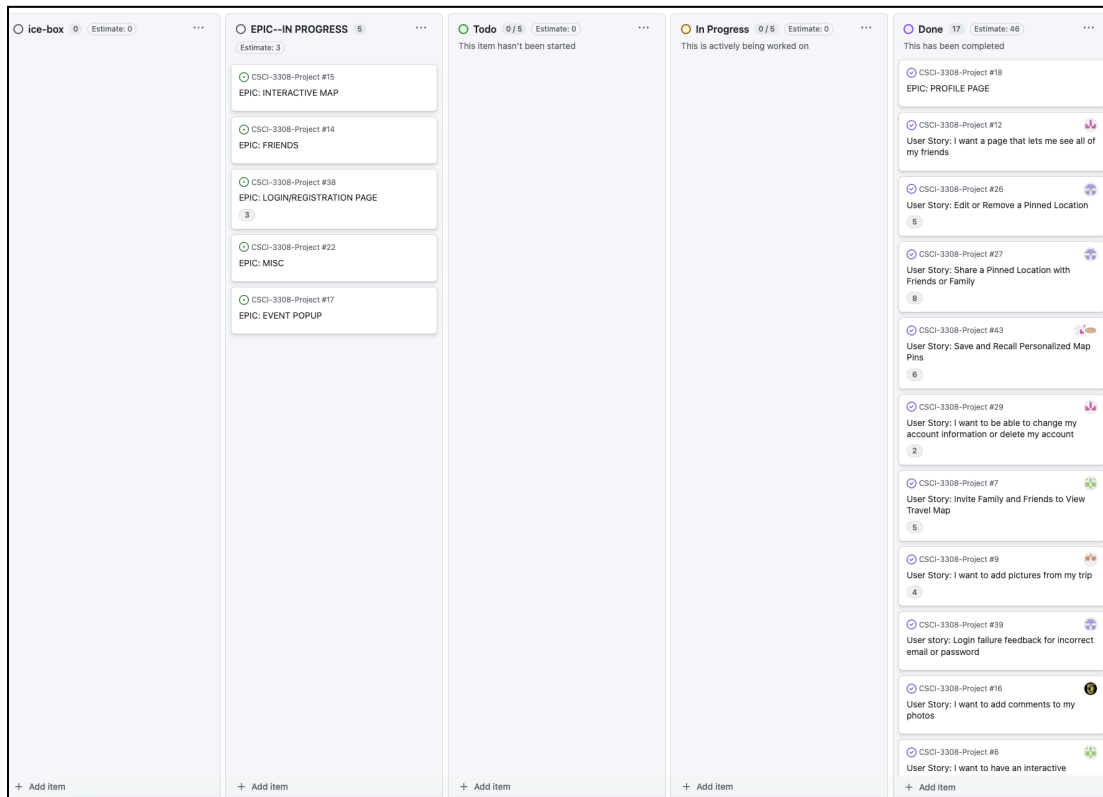 ice-box 0 Estimate: 0 ...
EPIC--IN PROGRESS 5 ...
Estimate: 3
CSCI-3308-Project #15
EPIC: INTERACTIVE MAP
CSCI-3308-Project #14
EPIC: FRIENDS
CSCI-3308-Project #38
EPIC: LOGIN/REGISTRATION PAGE
3
CSCI-3308-Project #22
EPIC: MISC
CSCI-3308-Project #17
EPIC: EVENT POPUP
Todo 0 / 5 Estimate: 0 ...
This item hasn't been started
In Progress 0 / 5 Estimate: 0 ...
This is actively being worked on
Done 17 Estimate: 46 ...
This has been completed
CSCI-3308-Project #18
EPIC: PROFILE PAGE
CSCI-3308-Project #12
User Story: I want a page that lets me see all of
my friends
CSCI-3308-Project #26
User Story: Edit or Remove a Pinned Location
5
CSCI-3308-Project #27
User Story: Share a Pinned Location with
Friends or Family
8
CSCI-3308-Project #43
User Story: Save and Recall Personalized Map
Pins
6
CSCI-3308-Project #29
User Story: I want to be able to change my
account information or delete my account
2
CSCI-3308-Project #7
User Story: Invite Family and Friends to View
Travel Map
5
CSCI-3308-Project #9
User Story: I want to add pictures from my trip
4
CSCI-3308-Project #39
User story: Login failure feedback for incorrect
email or password
CSCI-3308-Project #16
User Story: I want to add comments to my
photos
CSCI-3308-Project #6
User Story: I want to have an interactive
+ Add item
+ Add item
+ Add item
+ Add item
+ Add item